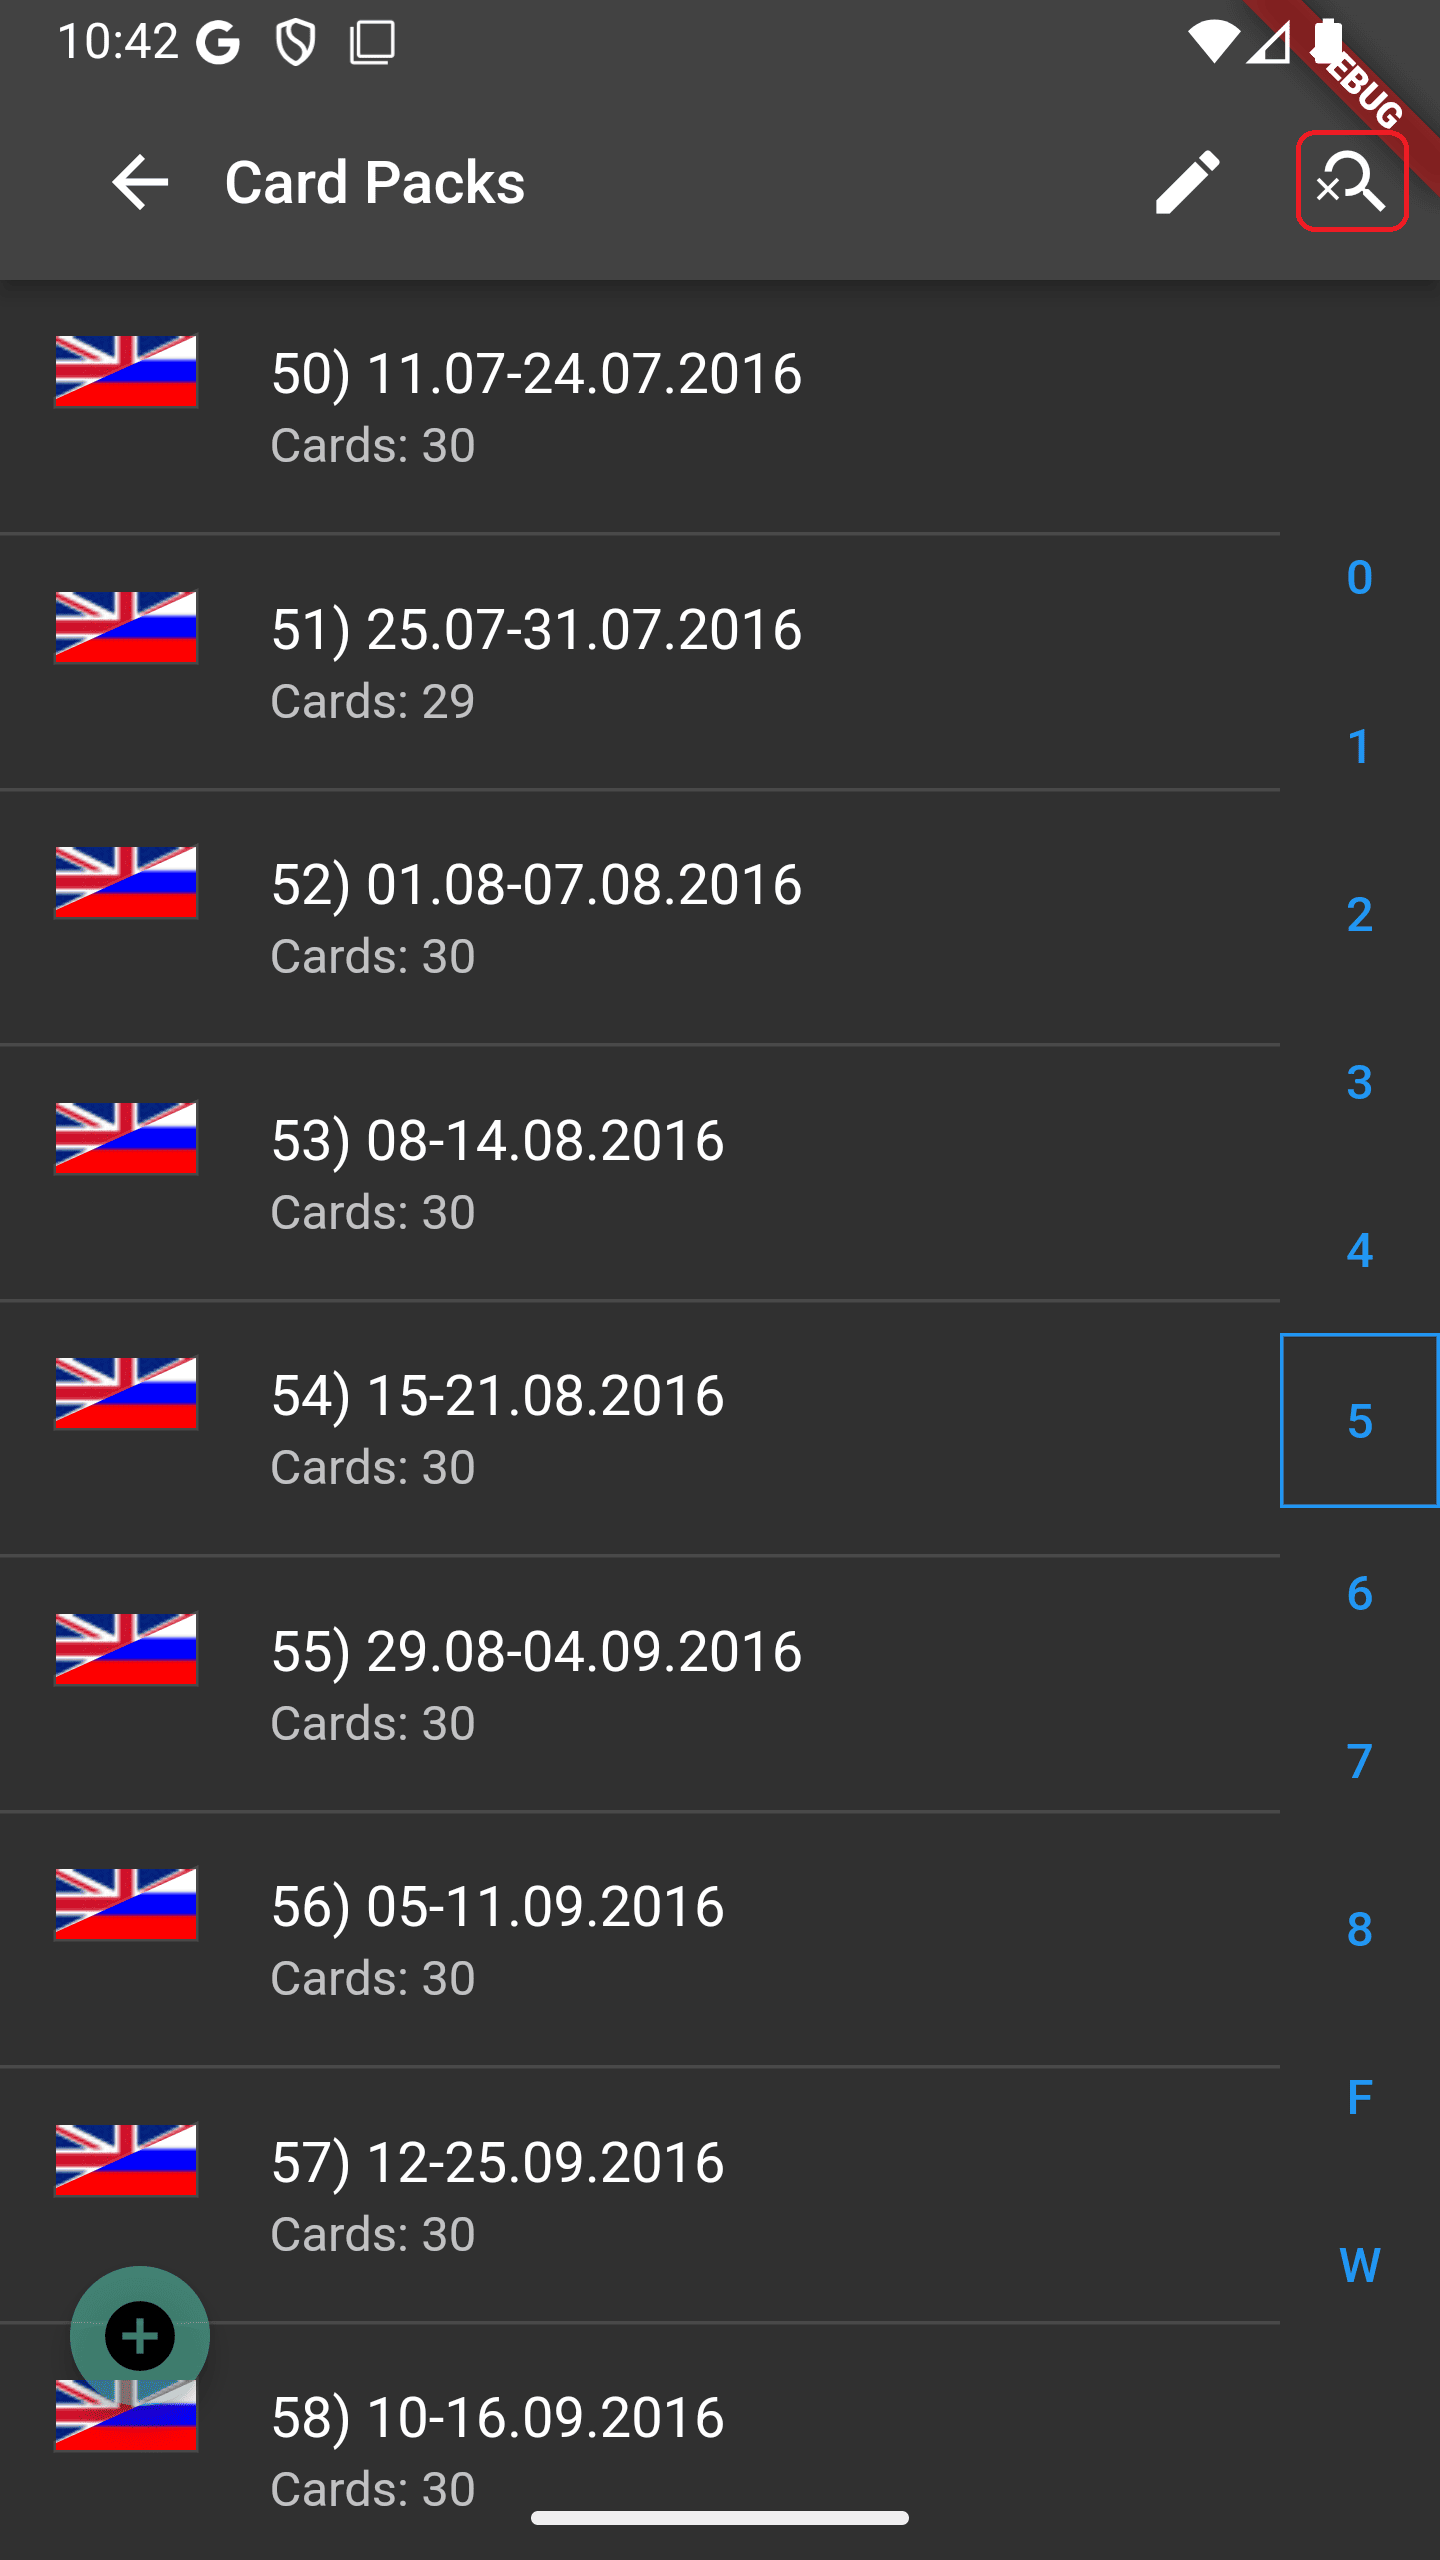 10:42
EBUG
Card Packs
50) 11.07-24.07.2016
Cards: 30
0
51) 25.07-31.07.2016
Cards: 29
1
52) 01.08-07.08.2016
Cards: 30
2
53) 08-14.08.2016
Cards: 30
3
4
54) 15-21.08.2016
Cards: 30
5
6
55) 29.08-04.09.2016
Cards: 30
7
56) 05-11.09.2016
Cards: 30
8
F
57) 12-25.09.2016
Cards: 30
W
58) 10-16.09.2016
Cards: 30